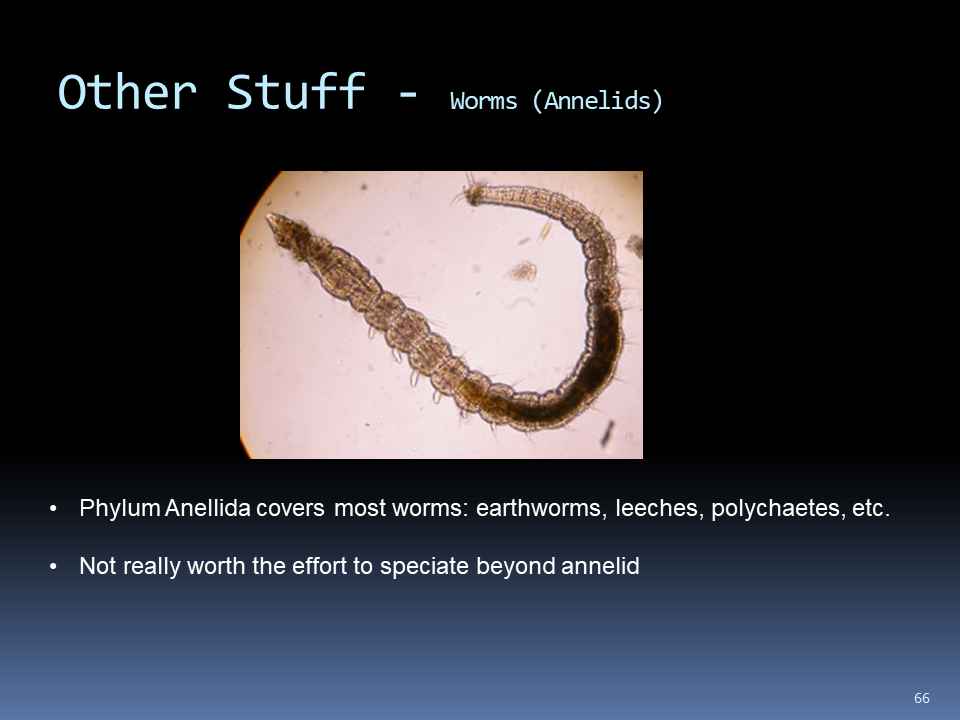 Other Stuff - Worms (Annelids)
• Phylum Anellida covers most worms: earthworms, leeches, polychaetes, etc.
• Not really worth the effort to speciate beyond annelid
66